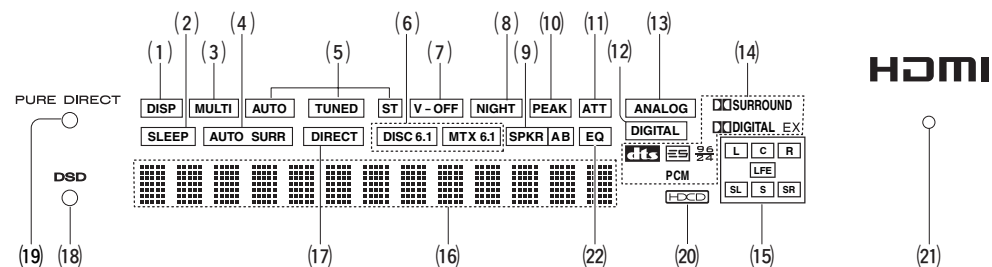 (1) (2) (3) (4) (5) (6) (7) (8) (9) (10) (11) (12) (13) (14)
HDMI
PURE DIRECT
DISP MULTI AUTO TUNED ST V–OFF NIGHT PEAK ATT ANALOG DD SURROUND
SLEEP AUTO SURR DIRECT DISC 6.1 MTX 6.1 SPKR A B EQ DIGITAL DD DIGITAL EX
dts ES 96/24
L C R
PCM
LFE
DSD
HDCD
SL S SR
(19) (18) (17) (16) (22) (20) (15) (21)